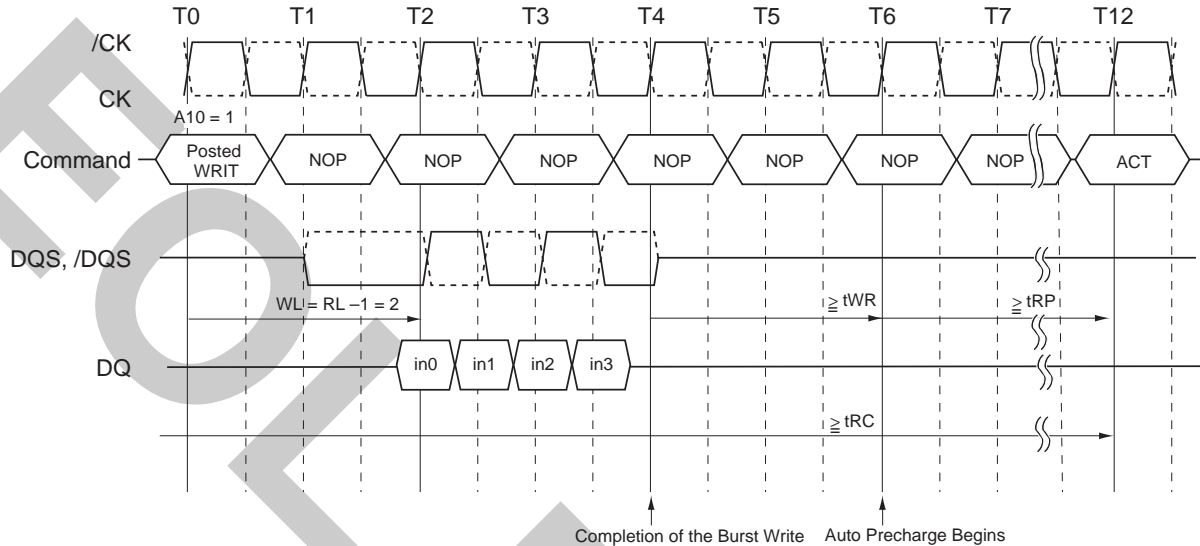 T0 T1 T2 T3 T4 T5 T6 T7 T12
/CK
CK
A10 = 1
Command Posted WRIT NOP NOP NOP NOP NOP NOP NOP ACT
DQS, /DQS
WL = RL –1 = 2 ≧ tWR ≧ tRP
DQ in0 in1 in2 in3
≧ tRC
Completion of the Burst Write Auto Precharge Begins